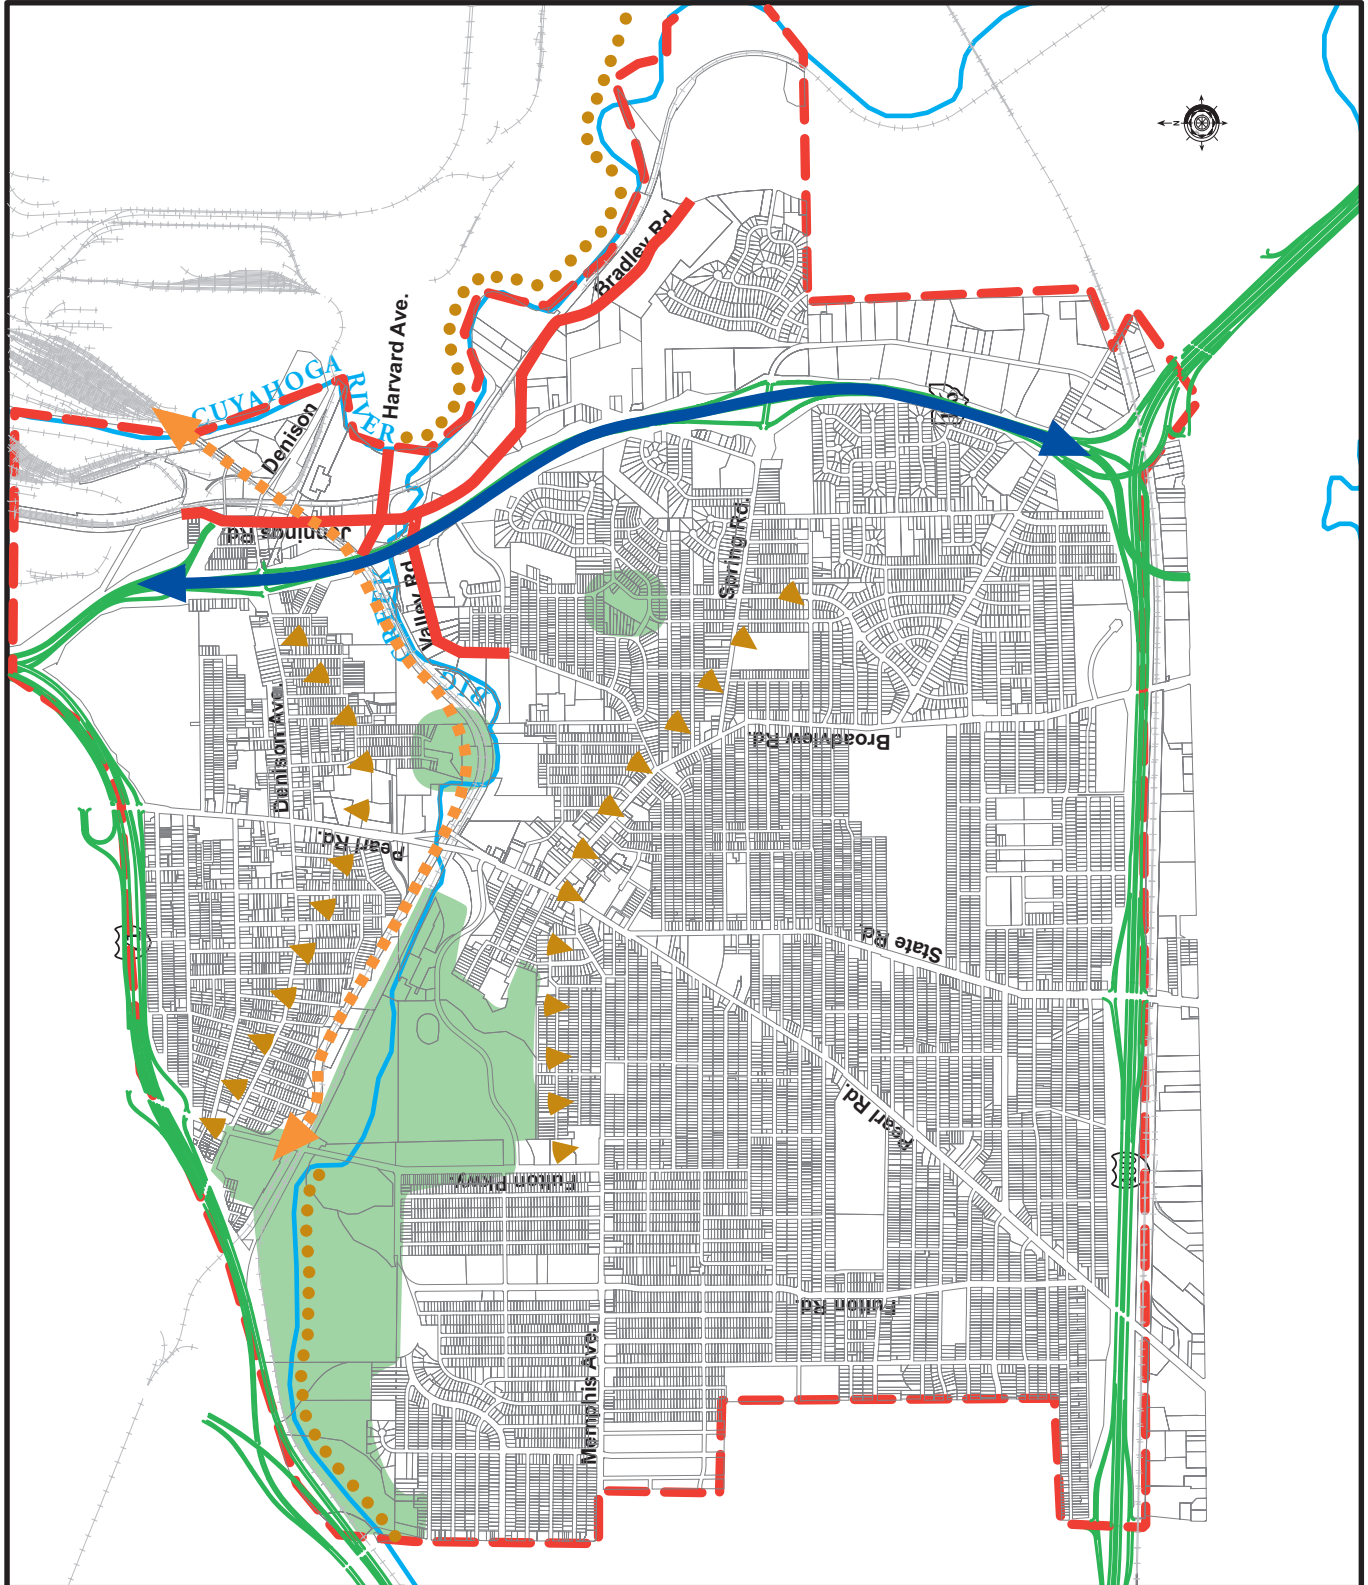 N
Bradley Rd
Harvard Ave.
CUYAHOGA
RIVER
Denison
Jennings Rd
Spring Rd.
Valley Rd
CREEK
BIG
Denison Ave
Broadview Rd.
Pearl Rd.
State Rd
Pearl Rd.
Fulton Pkwy.
Fulton Rd.
Memphis Ave.